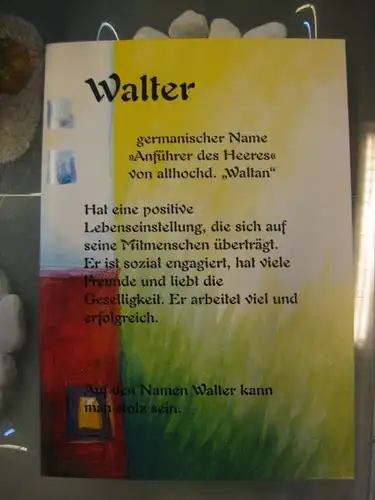 Walter
germanischer Name
»Anführer des Heeres«
von althochd. „Waltan“
Hat eine positive
Lebenseinstellung, die sich auf
seine Mitmenschen überträgt.
Er ist sozial engagiert, hat viele
Freunde und liebt die
Geselligkeit. Er arbeitet viel und
erfolgreich.
Auf den Namen Walter kann
man stolz sein.